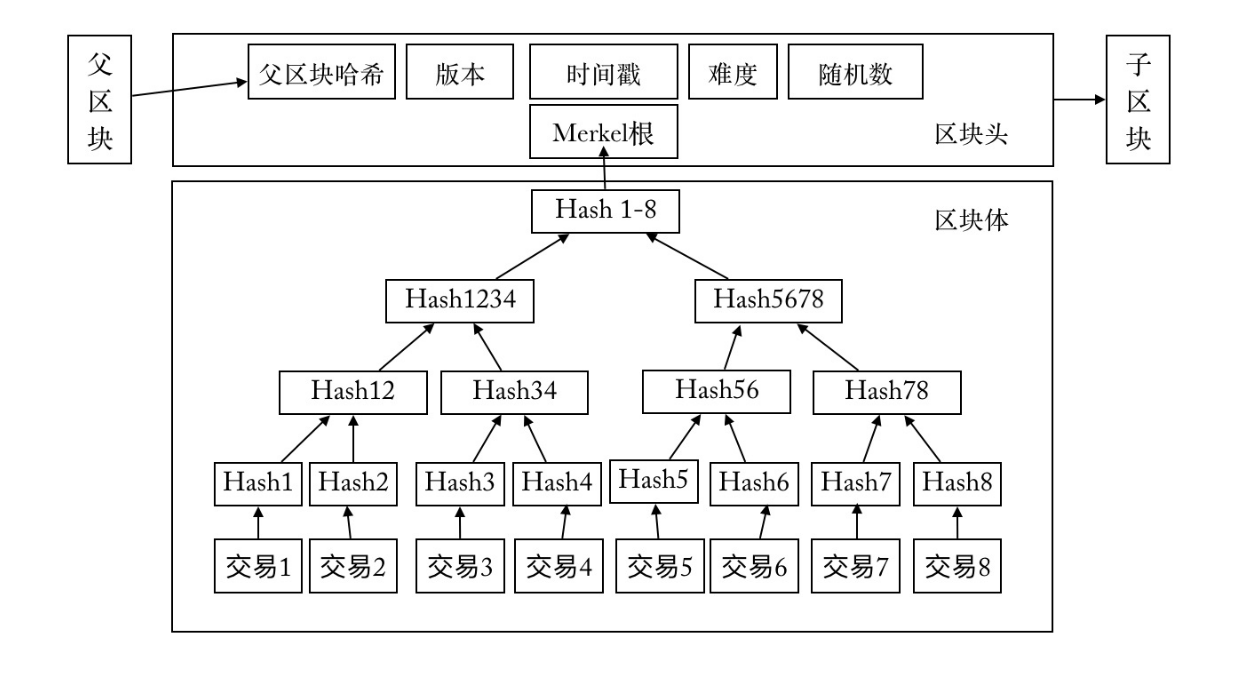 父区块
父区块哈希
版本
时间戳
难度
随机数
Merkel根
区块头
子区块
Hash 1-8
区块体
Hash1234
Hash5678
Hash12
Hash34
Hash56
Hash78
Hash1
Hash2
Hash3
Hash4
Hash5
Hash6
Hash7
Hash8
交易1
交易2
交易3
交易4
交易5
交易6
交易7
交易8